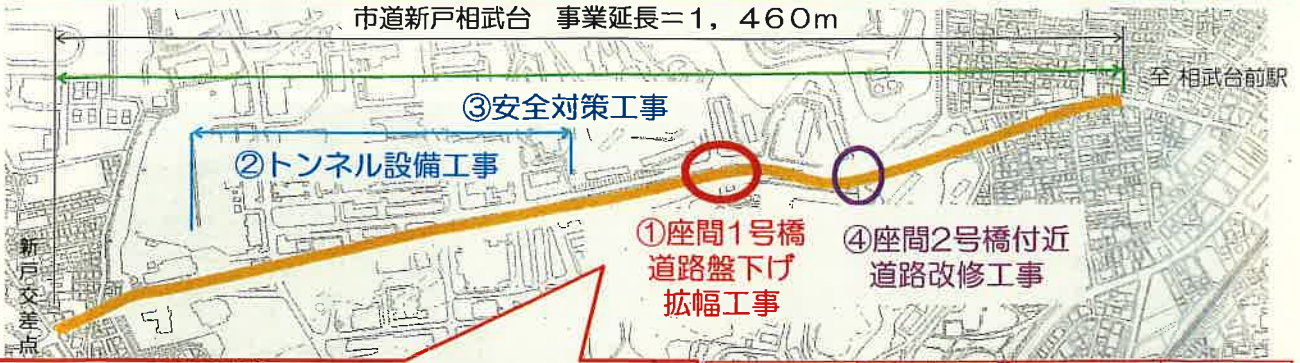 市道新戸相武台　事業延長＝1，460m
至 相武台前駅
③安全対策工事
②トンネル設備工事
①座間1号橋
道路盤下げ
拡幅工事
④座間2号橋付近
道路改修工事
新戸交差点